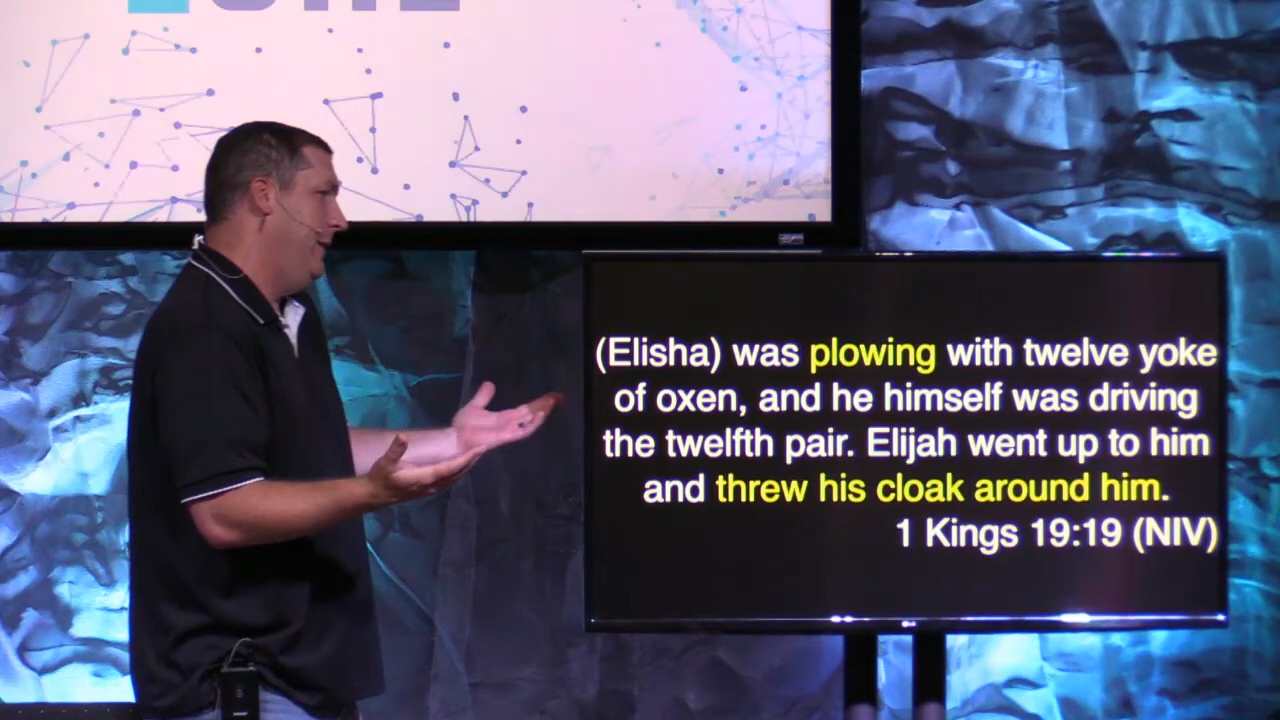 (Elisha) was plowing with twelve yoke
of oxen, and he himself was driving
the twelfth pair. Elijah went up to him
and threw his cloak around him.
1 Kings 19:19 (NIV)